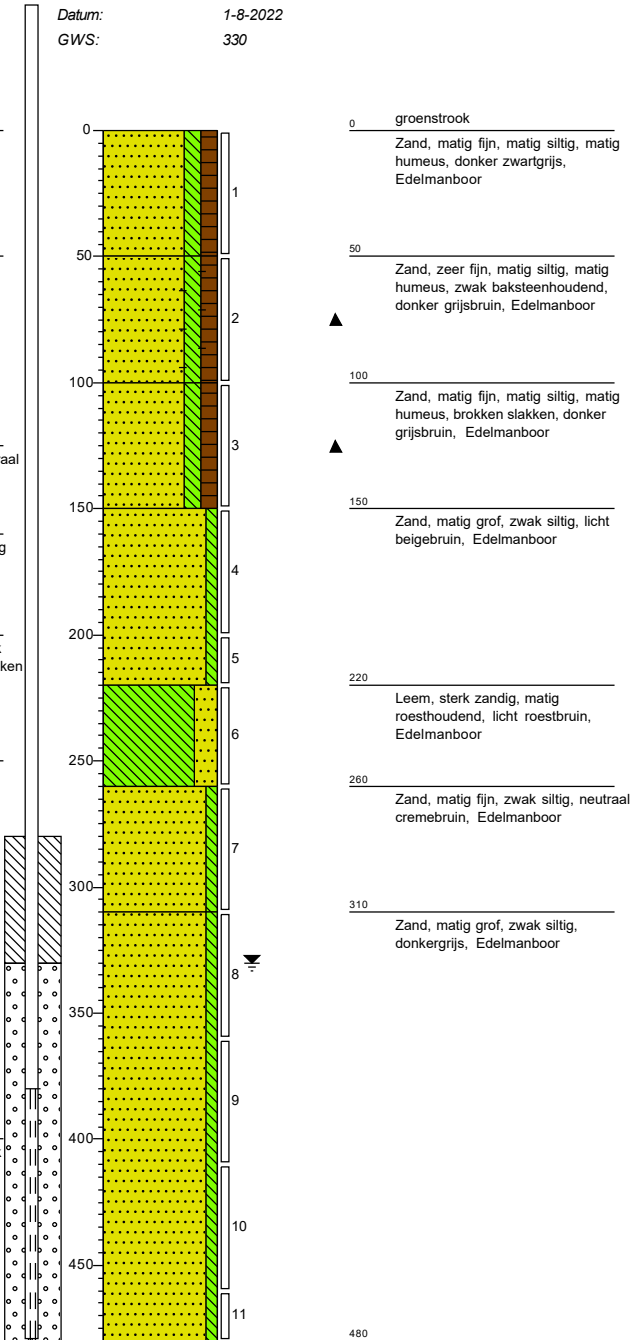 Datum: 1-8-2022
GWS: 330
0
50
100
150
200
250
300
350
400
450
1
2
3
4
5
6
7
8
9
10
11
0 groenstrook
Zand, matig fijn, matig siltig, matig
humeus, donker zwartgrijs,
Edelmanboor
50
Zand, zeer fijn, matig siltig, matig
humeus, zwak baksteenhoudend,
donker grijsbruin, Edelmanboor
100
Zand, matig fijn, matig siltig, matig
humeus, brokken slakken, donker
grijsbruin, Edelmanboor
150
Zand, matig grof, zwak siltig, licht
beigebruin, Edelmanboor
220
Leem, sterk zandig, matig
roesthoudend, licht roestbruin,
Edelmanboor
260
Zand, matig fijn, zwak siltig, neutraal
cremebruin, Edelmanboor
310
Zand, matig grof, zwak siltig,
donkergrijs, Edelmanboor
480